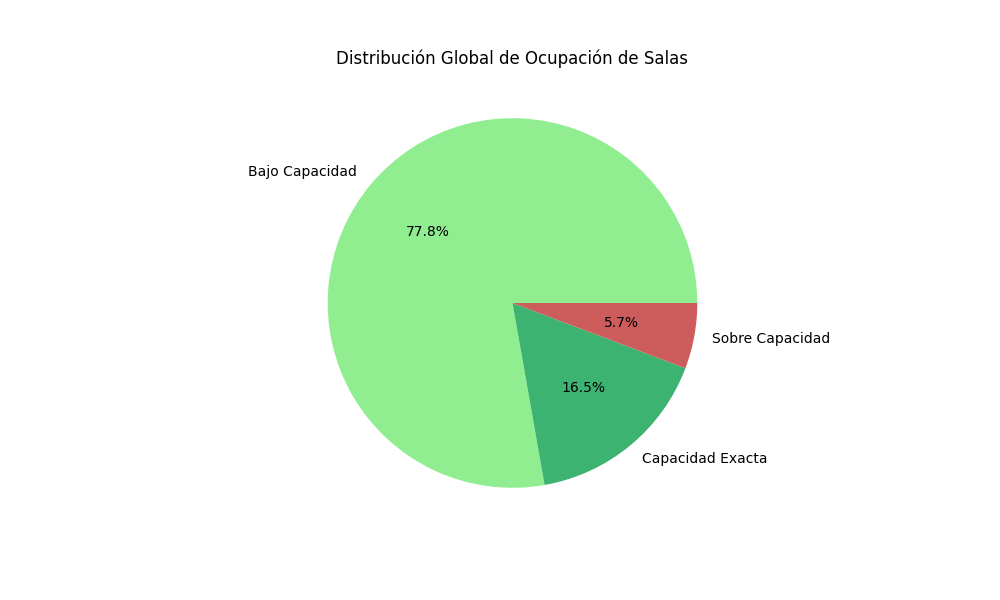 Distribución Global de Ocupación de Salas
Bajo Capacidad
77.8%
5.7%
Sobre Capacidad
16.5%
Capacidad Exacta